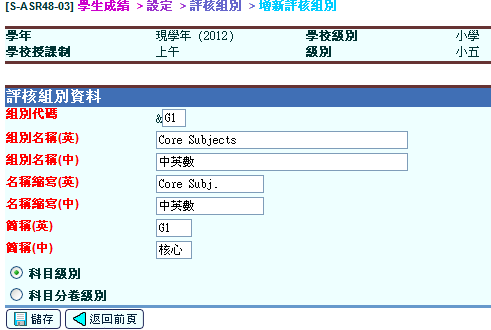 [S-ASR48-03] 學生成績 > 設定 > 評核組別 > 增新評核組別
學年 現學年 (2012) 學校級別 小學
學校授課制 上午 級別 小五
評核組別資料
組別代碼 &G1
組別名稱(英) Core Subjects
組別名稱(中) 中英數
名稱縮寫(英) Core Subj.
名稱縮寫(中) 中英數
簡稱(英) G1
簡稱(中) 核心
科目級別
科目分卷級別
儲存 返回前頁